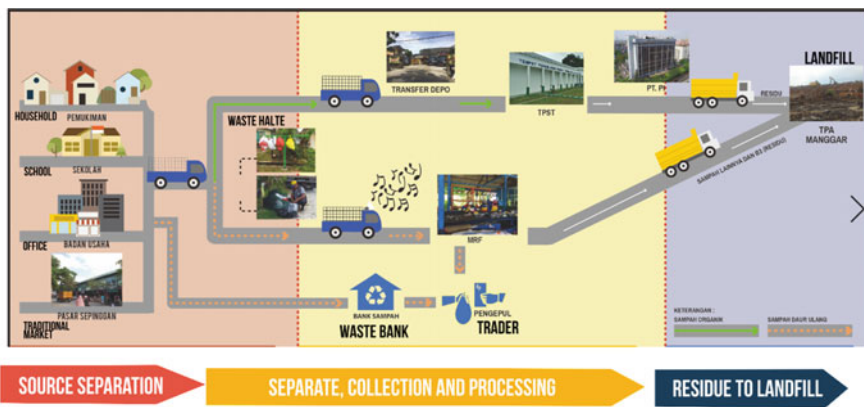 HOUSEHOLD
PEMUKIMAN
SCHOOL
SEKOLAH
OFFICE
BADAN USAHA
PASAR SEPINGGAN
TRADITIONAL
MARKET
WASTE HALTE
TRANSFER DEPO
TPST
MRF
BANK SAMPAH
WASTE BANK
PENGEPUL
TRADER
LANDFILL
RESIDU
TPA
MANGGAR
SAMPAH LAINNYA DAN B3 (RESIDU)
KETERANGAN :
SAMPAH ORGANIK
SAMPAH DAUR ULANG
SOURCE SEPARATION
SEPARATE, COLLECTION AND PROCESSING
RESIDUE TO LANDFILL